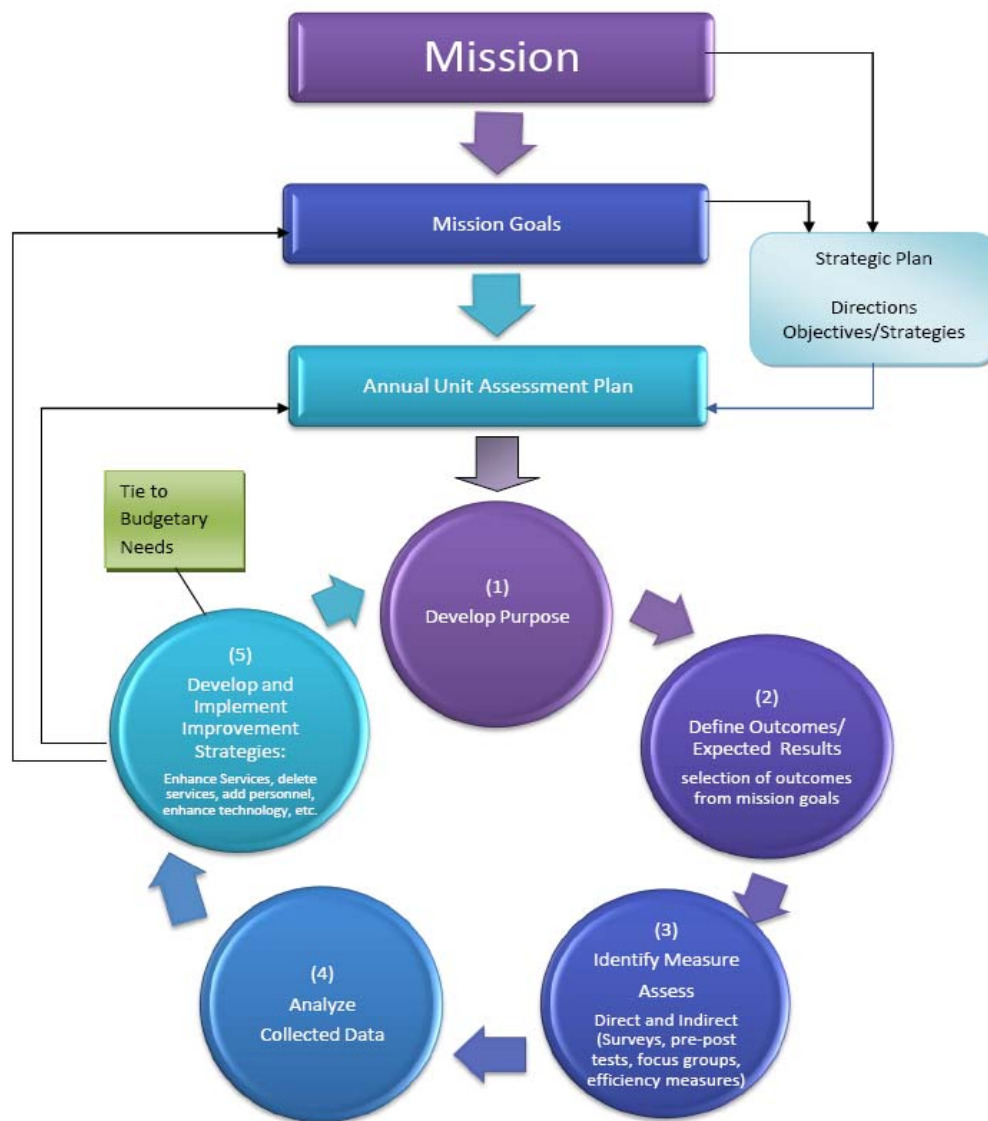 Mission
Mission Goals
Strategic Plan
Directions
Objectives/Strategies
Annual Unit Assessment Plan
Tie to
Budgetary
Needs
(1)
Develop Purpose
(2)
Define Outcomes/
Expected Results
selection of outcomes
from mission goals
(3)
Identify Measure
Assess
Direct and Indirect
(Surveys, pre-post
tests, focus groups,
efficiency measures)
(4)
Analyze
Collected Data
(5)
Develop and
Implement
Improvement
Strategies:
Enhance Services, delete
services, add personnel,
enhance technology, etc.